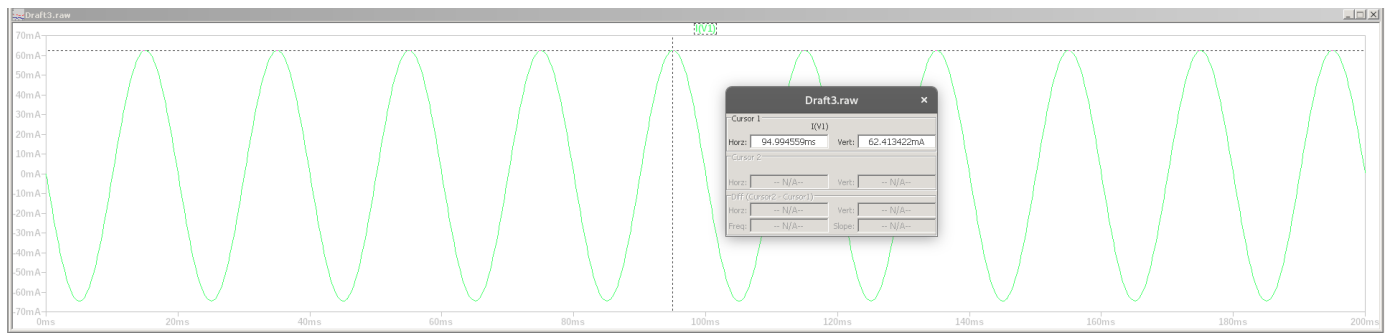 Draft3.raw
I(V1)
70mA
60mA
50mA
40mA
30mA
20mA
10mA
0mA
-10mA
-20mA
-30mA
-40mA
-50mA
-60mA
-70mA
0ms 20ms 40ms 60ms 80ms 100ms 120ms 140ms 160ms 180ms 200ms
Draft3.raw ×
Cursor 1
I(V1)
Horz: 94.994559ms Vert: 62.413422mA
Cursor 2
Horz: -- N/A-- Vert: -- N/A--
Diff (Cursor2 - Cursor1)
Horz: -- N/A-- Vert: -- N/A--
Freq: -- N/A-- Slope: -- N/A--